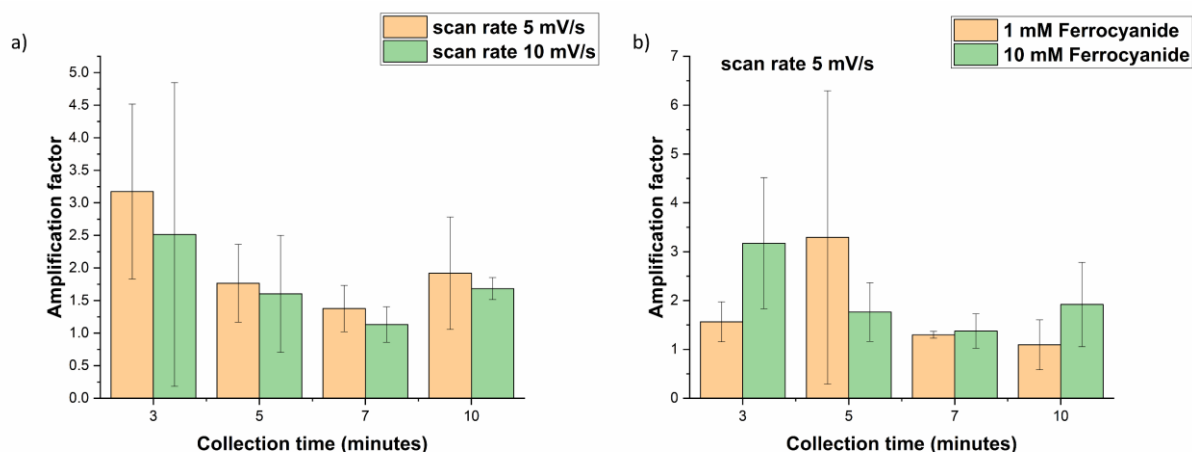 a)
scan rate 5 mV/s
scan rate 10 mV/s
5.0
4.5
4.0
3.5
3.0
2.5
2.0
1.5
1.0
0.5
0.0
Amplification factor
3 5 7 10
Collection time (minutes)
b)
1 mM Ferrocyanide
10 mM Ferrocyanide
scan rate 5 mV/s
7
6
5
4
3
2
1
0
Amplification factor
3 5 7 10
Collection time (minutes)